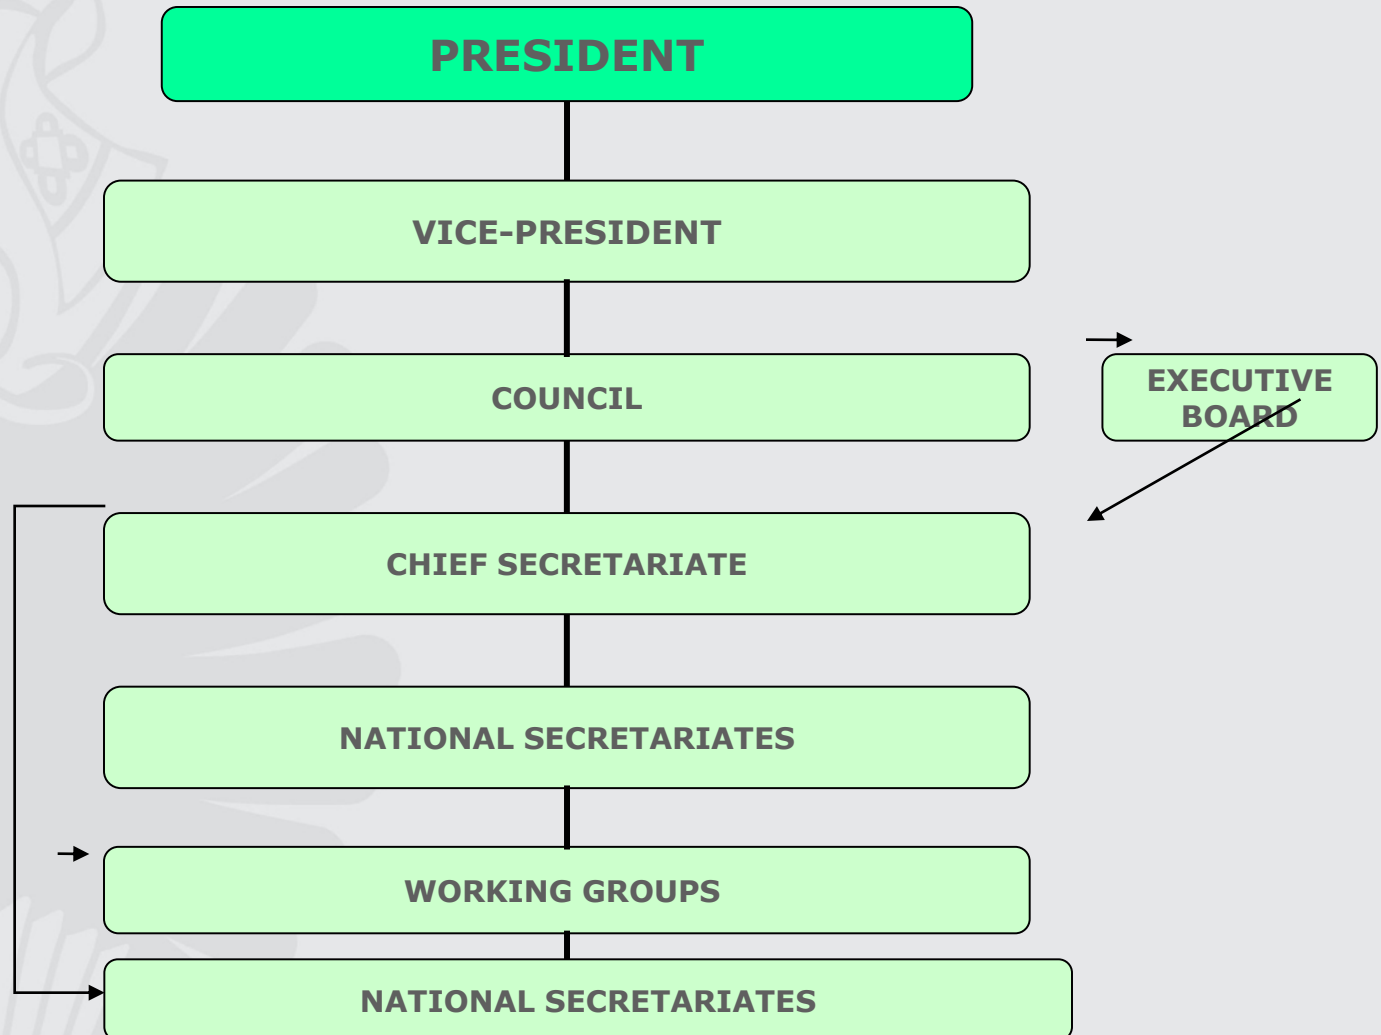 PRESIDENT
VICE-PRESIDENT
COUNCIL
EXECUTIVE
BOARD
CHIEF SECRETARIATE
NATIONAL SECRETARIATES
WORKING GROUPS
NATIONAL SECRETARIATES